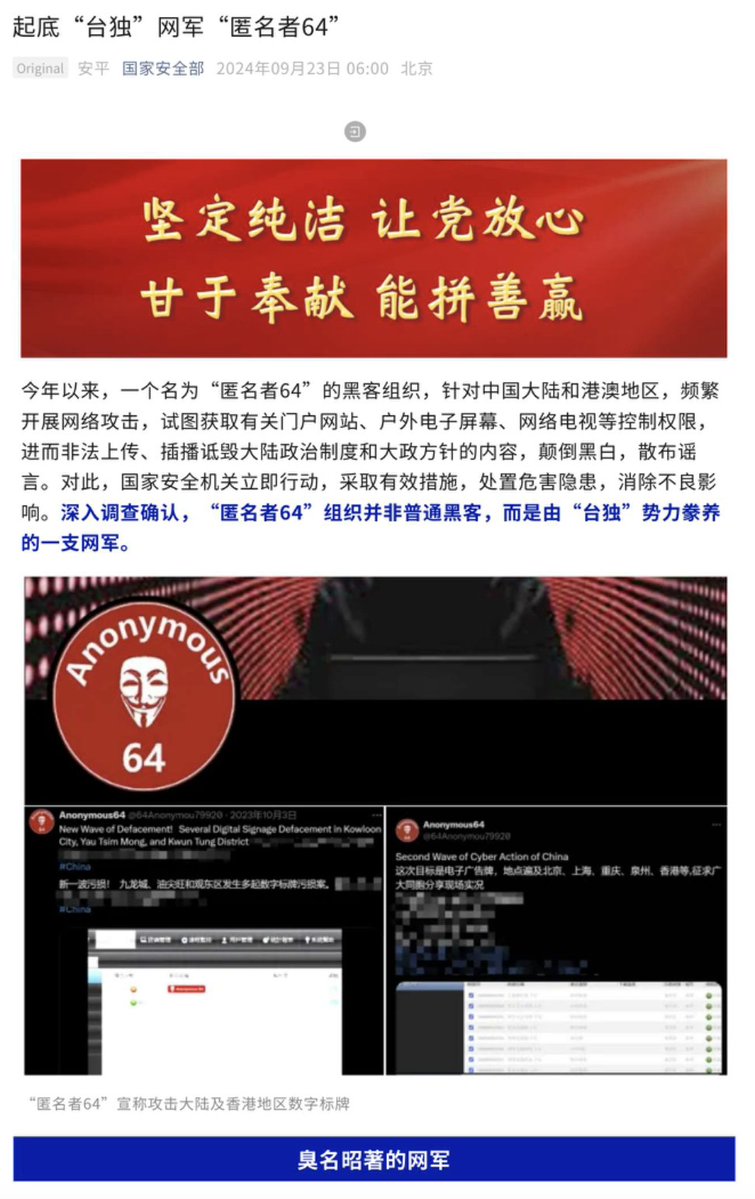 起底“台独”网军“匿名者64”
Original 安平 国家安全部 2024年09月23日 06:00 北京
坚定纯洁 让党放心
甘于奉献 能拼善赢
今年以来，一个名为“匿名者64”的黑客组织，针对中国大陆和港澳地区，频繁
开展网络攻击，试图获取有关门户网站、户外电子屏幕、网络电视等控制权限，
进而非法上传、插播诋毁大陆政治制度和大政方针的内容，颠倒黑白，散布谣
言。对此，国家安全机关立即行动，采取有效措施，处置危害隐患，消除不良影
响。深入调查确认，“匿名者64”组织并非普通黑客，而是由“台独”势力豢养
的一支网军。
Anonymous
64
Anonymous64 @64Anonymou79920 · 2023年10月3日
New Wave of Defacement! Several Digital Signage Defacement in Kowloon
City, Yau Tsim Mong, and Kwun Tung District
#China
新一波污损！ 九龙城、油尖旺和观东区发生多起数字标牌污损案。
#China
Anonymous64
@64Anonymou79920
Second Wave of Cyber Action of China
这次目标是电子广告牌，地点遍及北京、上海、重庆、泉州、香港等,征求广
大同胞分享现场实况
“匿名者64”宣称攻击大陆及香港地区数字标牌
臭名昭著的网军